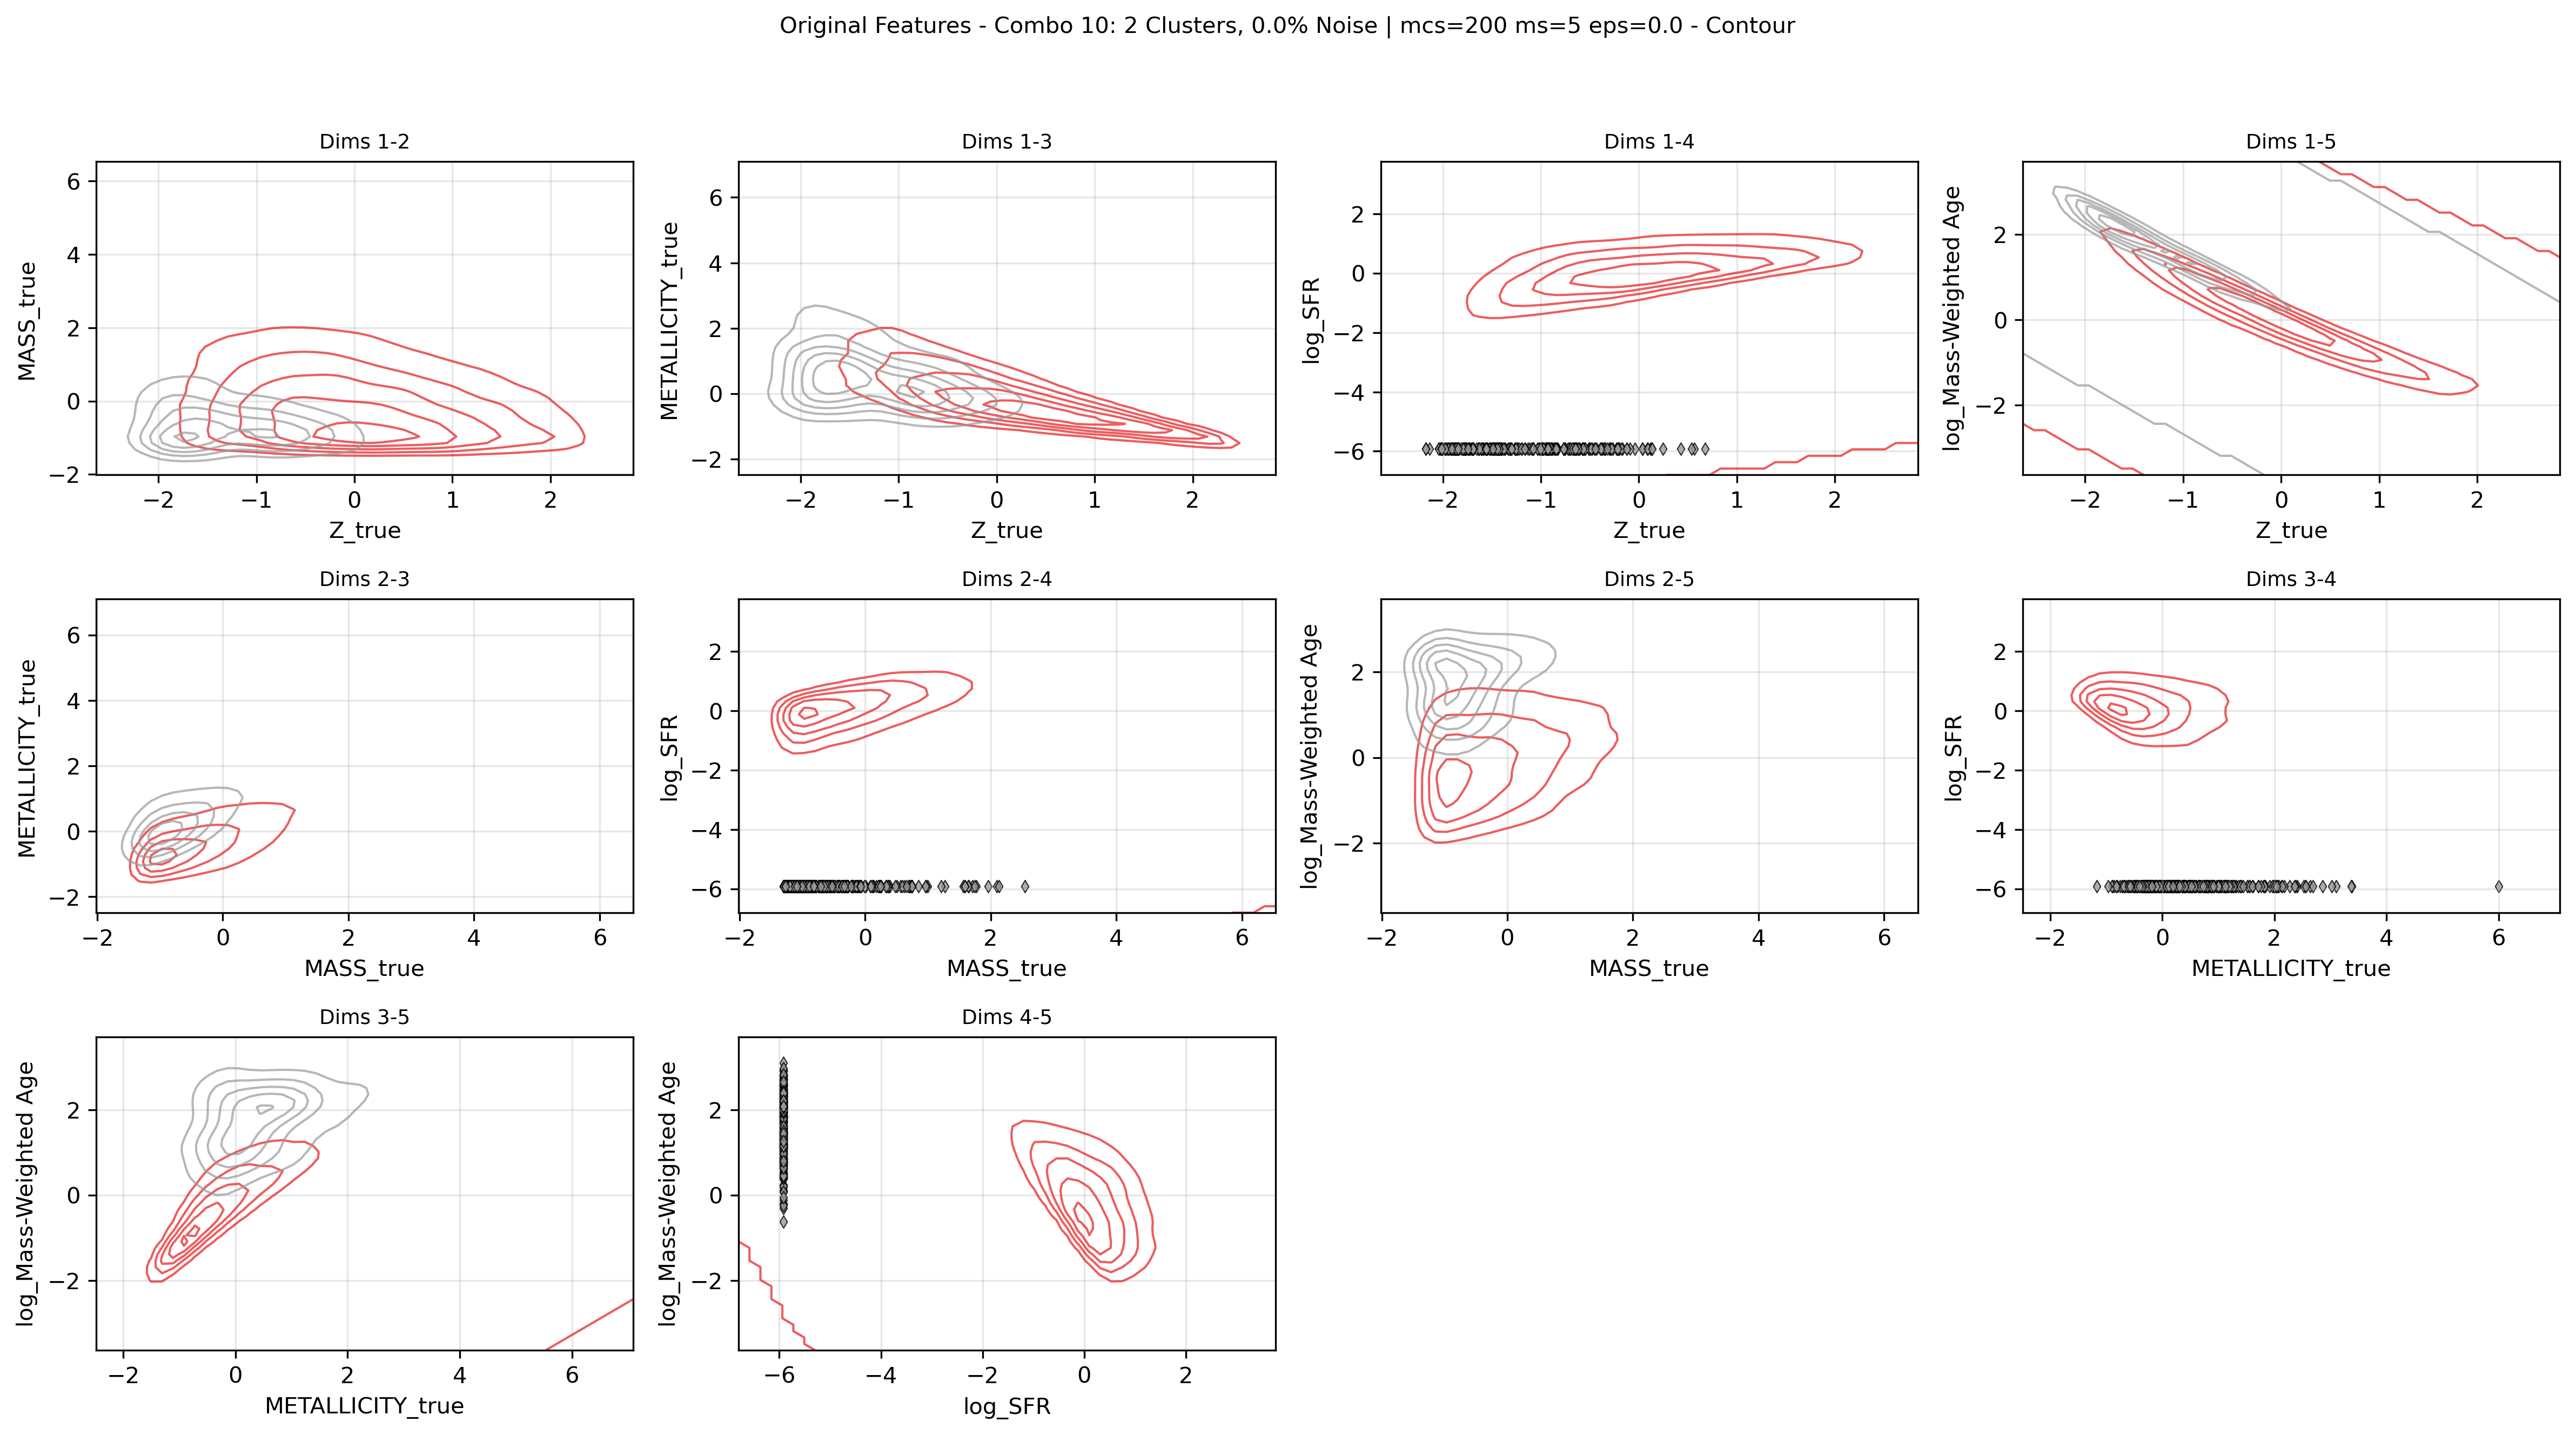 Original Features - Combo 10: 2 Clusters, 0.0% Noise | mcs=200 ms=5 eps=0.0 - Contour
Dims 1-2
MASS_true
6
4
2
0
−2
−2 −1 0 1 2
Z_true
Dims 1-3
METALLICITY_true
6
4
2
0
−2
−2 −1 0 1 2
Z_true
Dims 1-4
log_SFR
2
0
−2
−4
−6
−2 −1 0 1 2
Z_true
Dims 1-5
log_Mass-Weighted Age
2
0
−2
−2 −1 0 1 2
Z_true
Dims 2-3
METALLICITY_true
6
4
2
0
−2
−2 0 2 4 6
MASS_true
Dims 2-4
log_SFR
2
0
−2
−4
−6
−2 0 2 4 6
MASS_true
Dims 2-5
log_Mass-Weighted Age
2
0
−2
−2 0 2 4 6
MASS_true
Dims 3-4
log_SFR
2
0
−2
−4
−6
−2 0 2 4 6
METALLICITY_true
Dims 3-5
log_Mass-Weighted Age
2
0
−2
−2 0 2 4 6
METALLICITY_true
Dims 4-5
log_Mass-Weighted Age
2
0
−2
−6 −4 −2 0 2
log_SFR